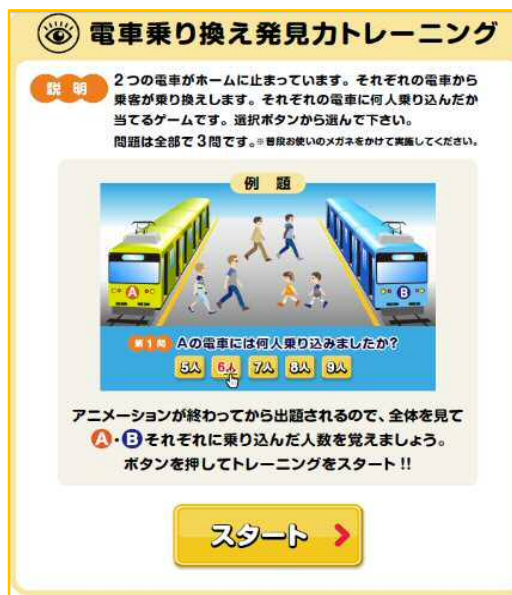 電車乗り換え発見力トレーニング
説明
2つの電車がホームに止まっています。それぞれの電車から
乗客が乗り換えします。それぞれの電車に何人乗り込んだか
当てるゲームです。選択ボタンから選んで下さい。
問題は全部で3問です。※普段お使いのメガネをかけて実施してください。
例題
A
B
第1問 Aの電車には何人乗り込みましたか?
5人 6人 7人 8人 9人
アニメーションが終わってから出題されるので、全体を見て
A・Bそれぞれに乗り込んだ人数を覚えましょう。
ボタンを押してトレーニングをスタート!!
スタート